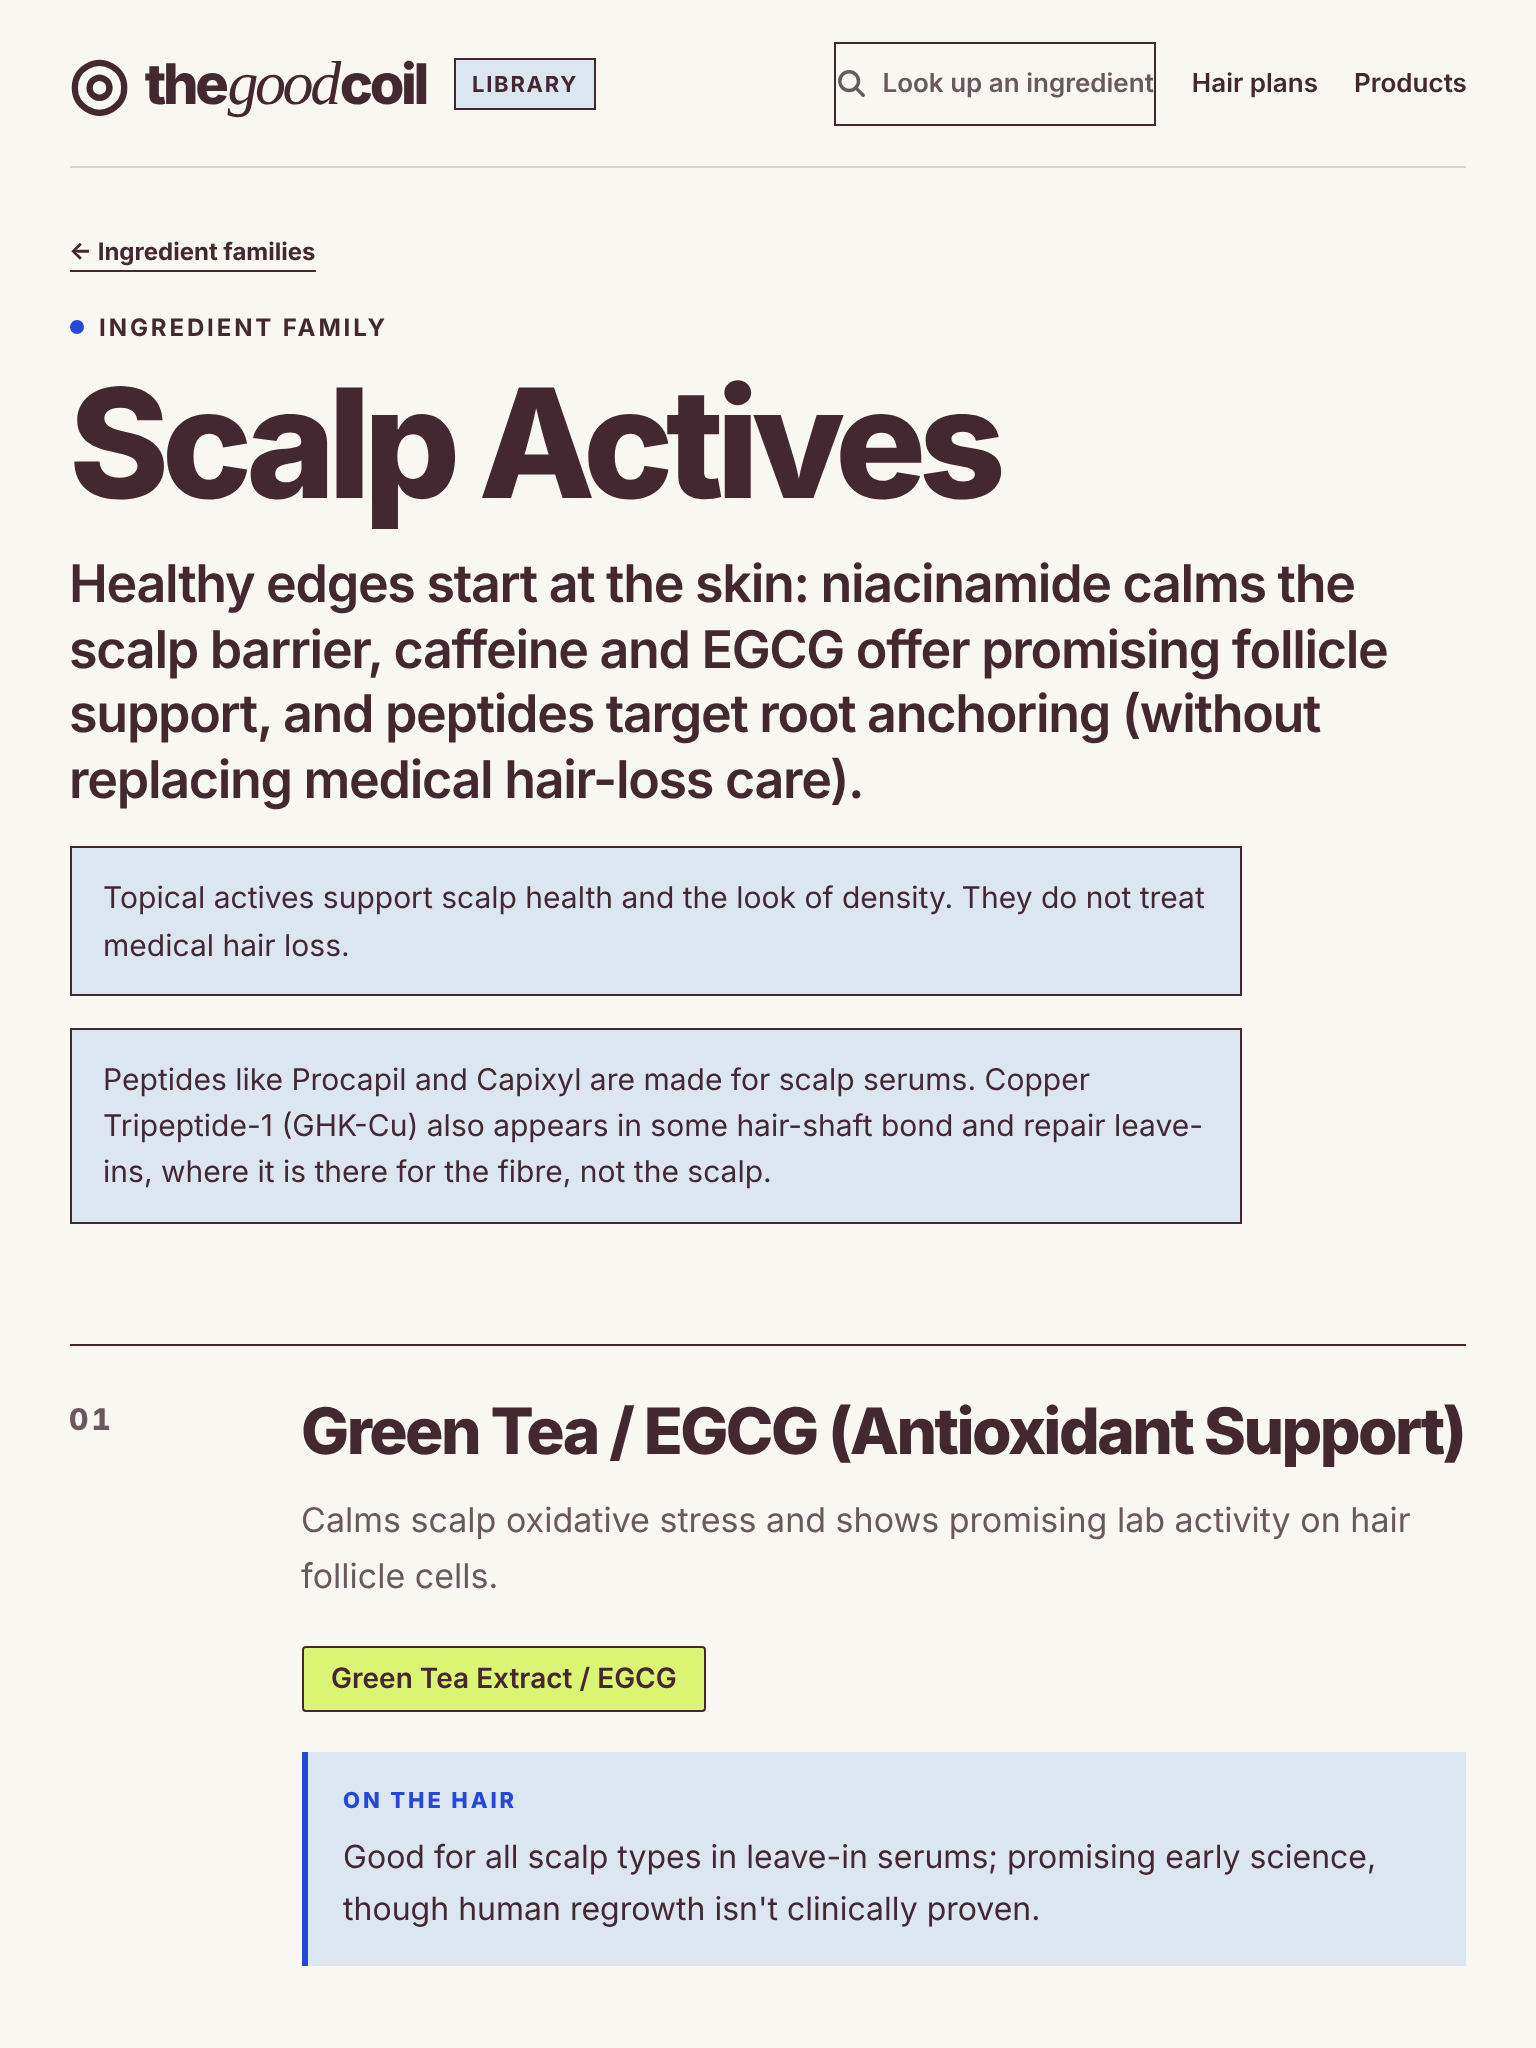 thegoodcoil
LIBRARY
Look up an ingredient
Hair plans
Products
← Ingredient families
INGREDIENT FAMILY
Scalp Actives
Healthy edges start at the skin: niacinamide calms the
scalp barrier, caffeine and EGCG offer promising follicle
support, and peptides target root anchoring (without
replacing medical hair-loss care).
Topical actives support scalp health and the look of density. They do not treat
medical hair loss.
Peptides like Procapil and Capixyl are made for scalp serums. Copper
Tripeptide-1 (GHK-Cu) also appears in some hair-shaft bond and repair leave-
ins, where it is there for the fibre, not the scalp.
01
Green Tea / EGCG (Antioxidant Support)
Calms scalp oxidative stress and shows promising lab activity on hair
follicle cells.
Green Tea Extract / EGCG
ON THE HAIR
Good for all scalp types in leave-in serums; promising early science,
though human regrowth isn't clinically proven.